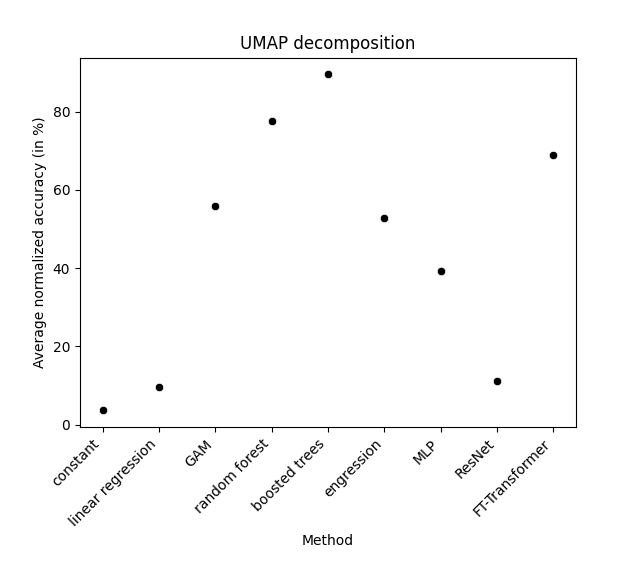 UMAP decomposition
Average normalized accuracy (in %)
80
60
40
20
0
constant
linear regression
GAM
random forest
boosted trees
engression
MLP
ResNet
FT-Transformer
Method